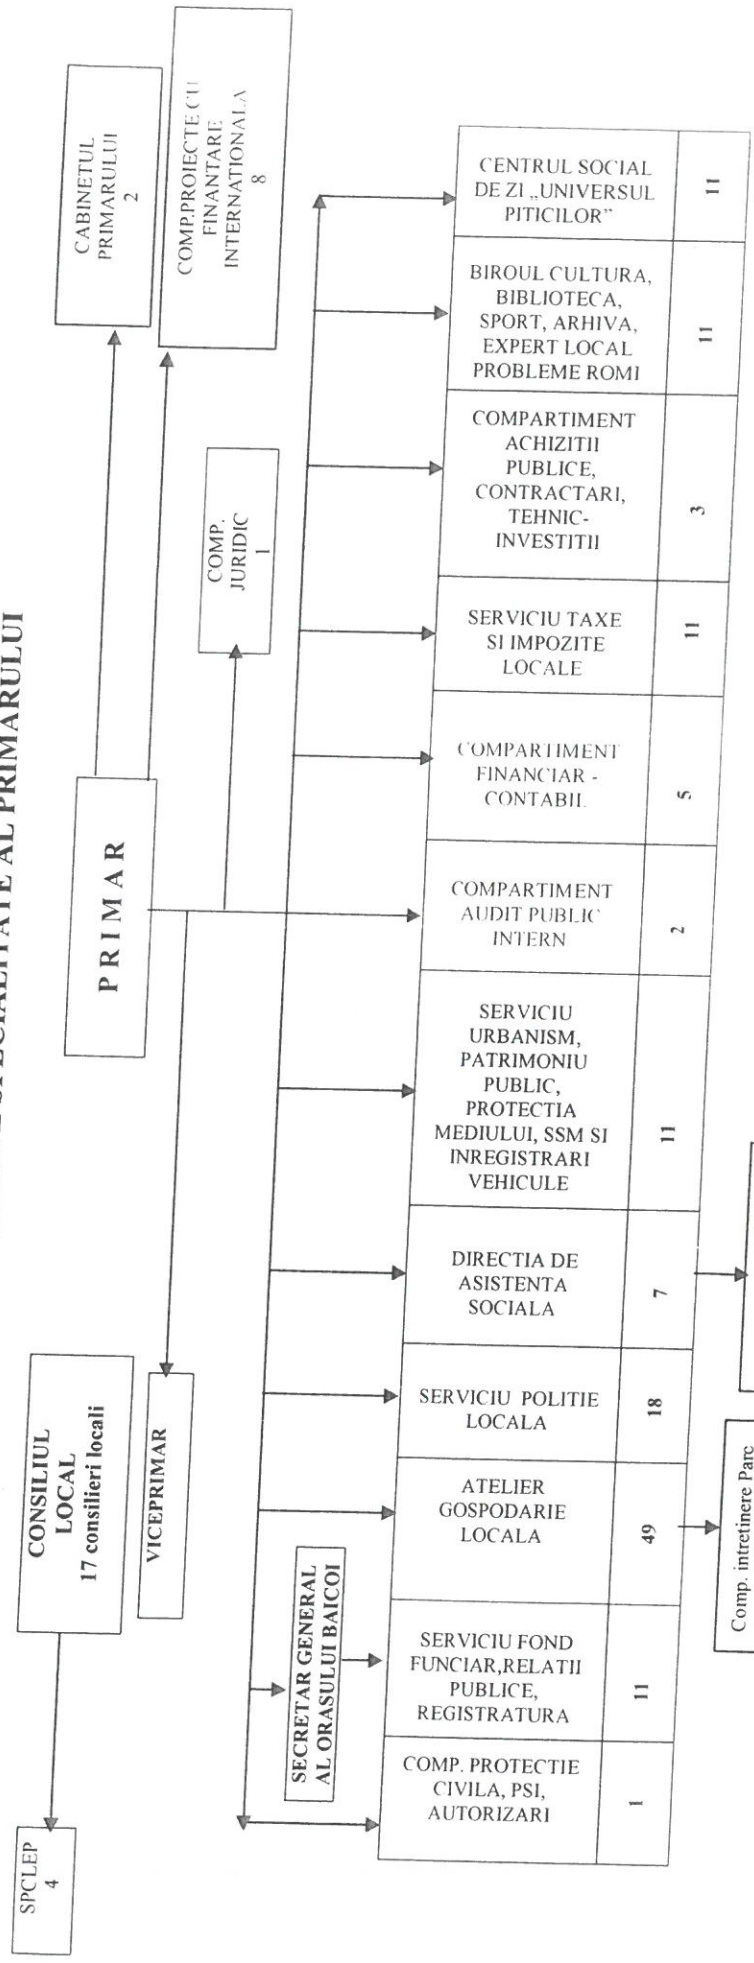 SPECIALITATE AL PRIMARULUI
SPCLEP
4
CONSILIUL
LOCAL
17 consilieri locali
VICEPRIMAR
PRIMAR
CABINETUL
PRIMARULUI
2
COMP.PROIECTE CU
FINANTARE
INTERNATIONALA
8
COMP.
JURIDIC
1
SECRETAR GENERAL
AL ORASULUI BAICOI
COMP. PROTECTIE
CIVILA, PSI,
AUTORIZARI
1
SERVICIU FOND
FUNCIAR,RELATII
PUBLICE,
REGISTRATURA
11
ATELIER
GOSPODARIE
LOCALA
49
SERVICIU POLITIE
LOCALA
18
DIRECTIA DE
ASISTENTA
SOCIALA
7
SERVICIU
URBANISM,
PATRIMONIU
PUBLIC,
PROTECTIA
MEDIULUI, SSM SI
INREGISTRARI
VEHICULE
11
COMPARTIMENT
AUDIT PUBLIC
INTERN
2
COMPARTIMENT
FINANCIAR -
CONTABIL
5
SERVICIU TAXE
SI IMPOZITE
LOCALE
11
COMPARTIMENT
ACHIZITII
PUBLICE,
CONTRACTARI,
TEHNIC-
INVESTITII
3
BIROUL CULTURA,
BIBLIOTECA,
SPORT, ARHIVA,
EXPERT LOCAL
PROBLEME ROMI
11
CENTRUL SOCIAL
DE ZI „UNIVERSUL
PITICILOR”
11
Comp. intretinere Parc